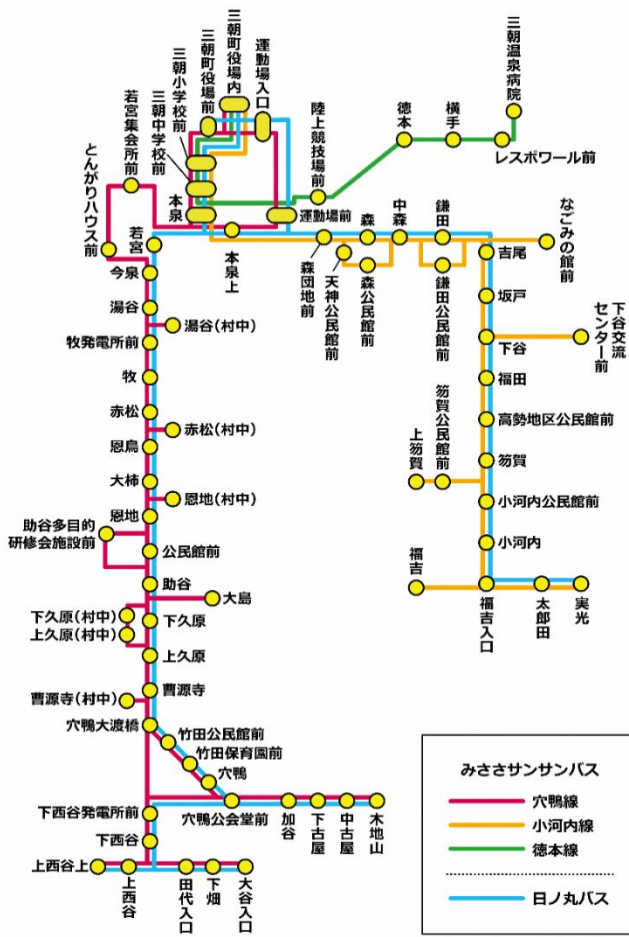 三朝温泉病院
運動場入口
三朝町役場内
三朝町役場前
三朝小学校前
三朝中学校前
若宮集会所前
とんがりハウス前
陸上競技場前
徳本
横手
レスポワール前
本泉
運動場前
若宮
本泉上
森団地前
天神公民館前
森
森公民館前
中森
鎌田
鎌田公民館前
なごみの館前
吉尾
坂戸
下谷
下谷交流
センター前
福田
高勢地区公民館前
笏賀公民館前
上笏賀
笏賀
小河内公民館前
小河内
福吉
福吉入口
太郎田
実光
今泉
湯谷
湯谷(村中)
牧発電所前
牧
赤松
赤松(村中)
恩鳥
大柿
恩地(村中)
恩地
助谷多目的
研修会施設前
公民館前
助谷
大島
下久原(村中)
下久原
上久原(村中)
上久原
曹源寺
曹源寺(村中)
穴鴨大渡橋
竹田公民館前
竹田保育園前
穴鴨
穴鴨公会堂前
加谷
下古屋
中古屋
木地山
下西谷発電所前
下西谷
上西谷上
上西谷
田代入口
下畑
大谷入口
みささサンサンバス
穴鴨線
小河内線
徳本線
日ノ丸バス